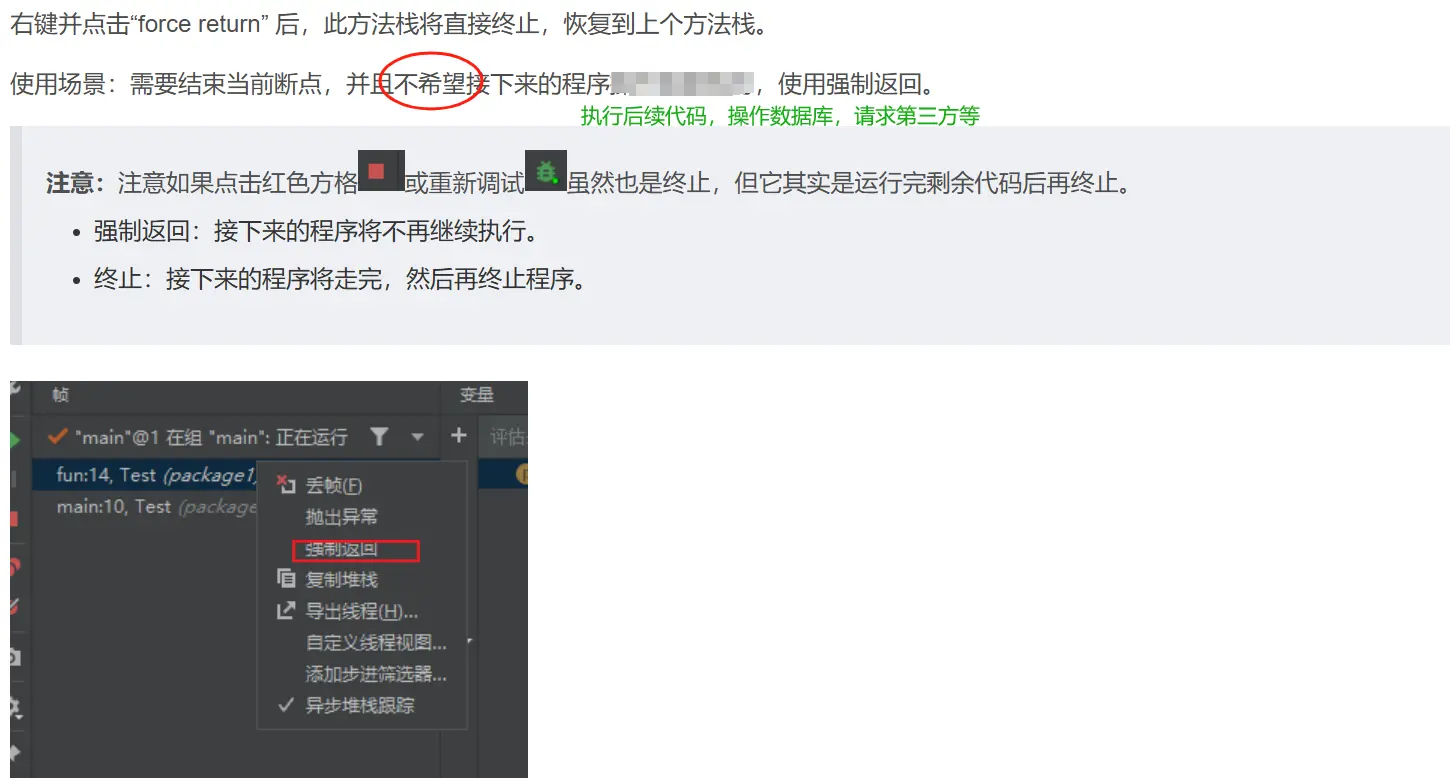 右键并点击“force return” 后，此方法栈将直接终止，恢复到上个方法栈。
使用场景：需要结束当前断点，并且不希望接下来的程序，使用强制返回。
执行后续代码，操作数据库，请求第三方等
注意：注意如果点击红色方格或重新调试虽然也是终止，但它其实是运行完剩余代码后再终止。
• 强制返回：接下来的程序将不再继续执行。
• 终止：接下来的程序将走完，然后再终止程序。
帧 变量
"main"@1 在组 "main": 正在运行 评估
fun:14, Test (package1)
main:10, Test (package
丢帧(F)
抛出异常
强制返回
复制堆栈
导出线程(H)...
自定义线程视图...
添加步进筛选器...
异步堆栈跟踪